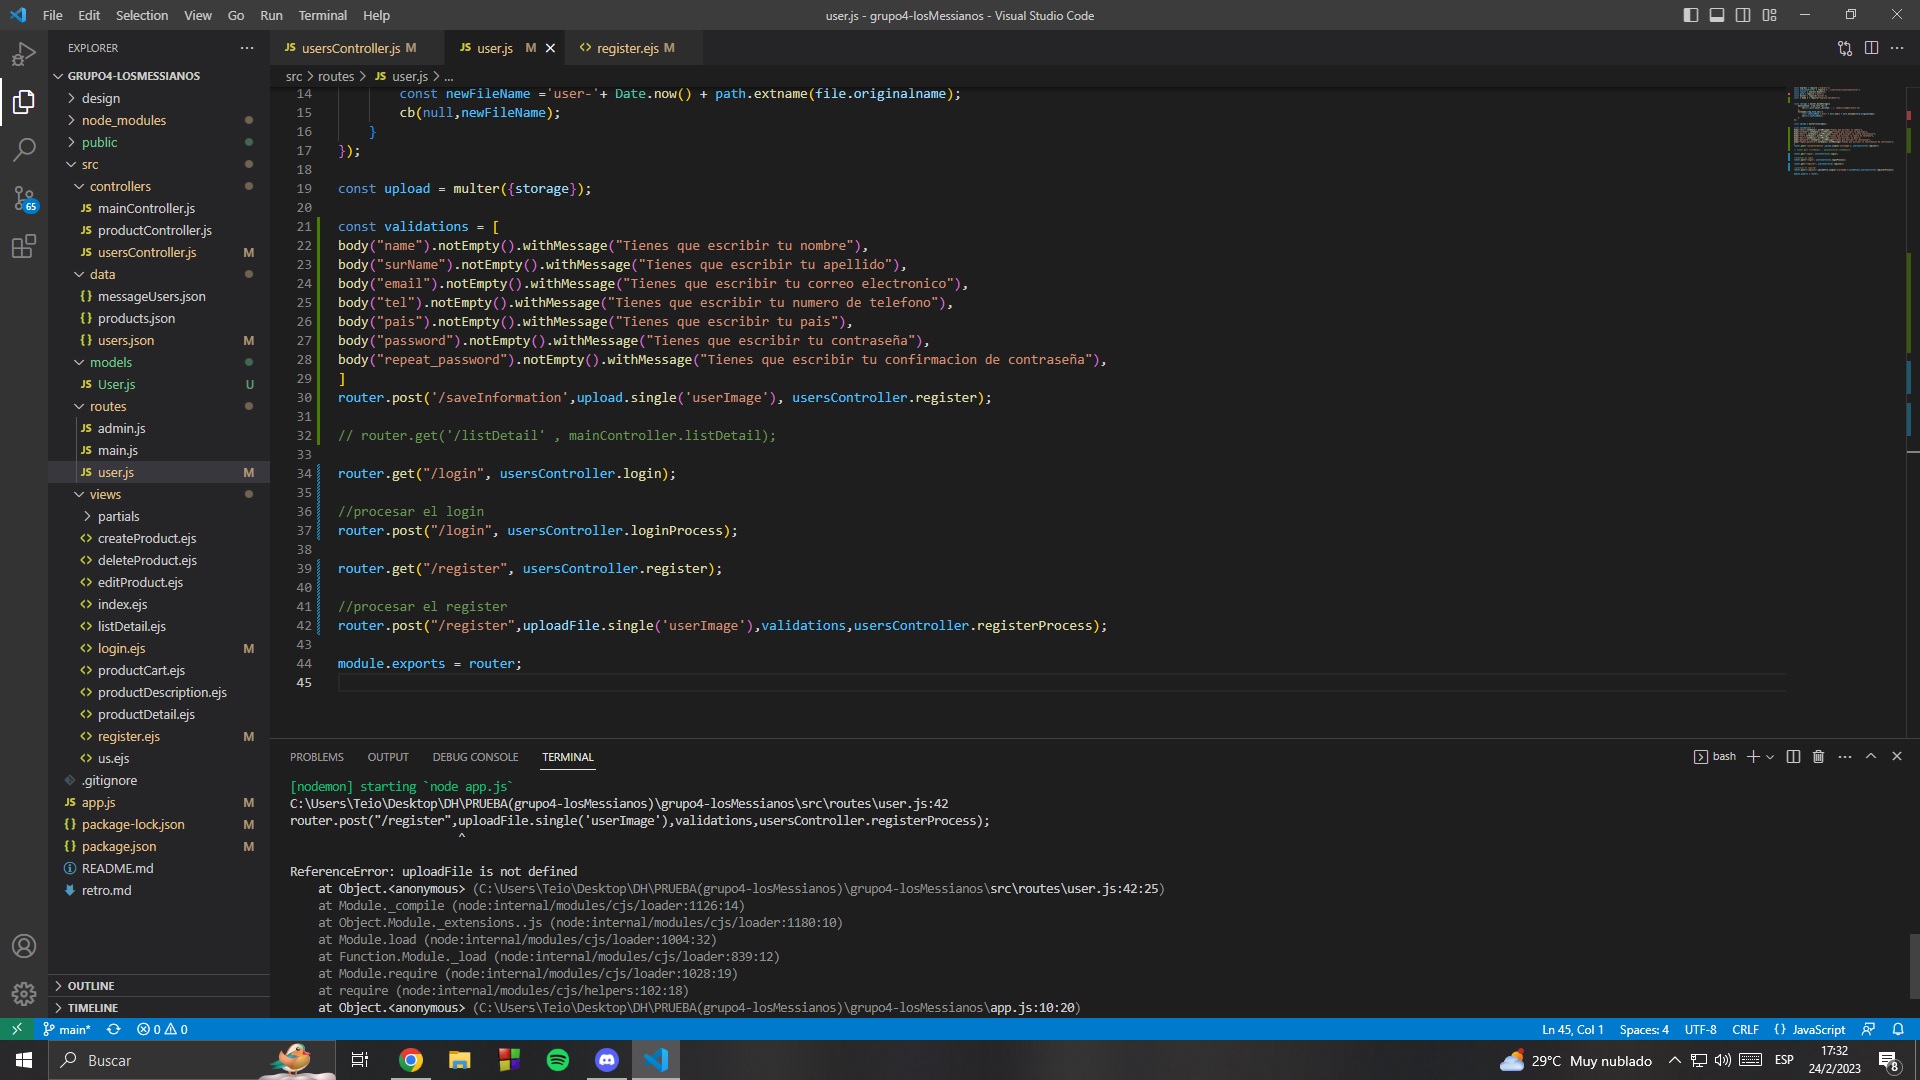 File Edit Selection View Go Run Terminal Help
user.js - grupo4-losMessianos - Visual Studio Code
EXPLORER
usersController.js M
user.js M
register.ejs M
GRUPO4-LOSMESSIANOS
src > routes > JS user.js > ...
design
node_modules
public
src
controllers
JS mainController.js
JS productController.js
JS usersController.js M
data
{} messageUsers.json
{} products.json
{} users.json M
models
JS User.js U
routes
JS admin.js
JS main.js
JS user.js M
views
partials
<> createProduct.ejs
<> deleteProduct.ejs
<> editProduct.ejs
<> index.ejs
<> listDetail.ejs
<> login.ejs M
<> productCart.ejs
<> productDescription.ejs
<> productDetail.ejs
<> register.ejs M
<> us.ejs
.gitignore
JS app.js M
{} package-lock.json M
{} package.json M
README.md
retro.md
OUTLINE
TIMELINE
65
14 const newFileName ='user-'+ Date.now() + path.extname(file.originalname);
15 cb(null,newFileName);
16 }
17 });
18
19 const upload = multer({storage});
20
21 const validations = [
22 body("name").notEmpty().withMessage("Tienes que escribir tu nombre"),
23 body("surName").notEmpty().withMessage("Tienes que escribir tu apellido"),
24 body("email").notEmpty().withMessage("Tienes que escribir tu correo electronico"),
25 body("tel").notEmpty().withMessage("Tienes que escribir tu numero de telefono"),
26 body("pais").notEmpty().withMessage("Tienes que escribir tu pais"),
27 body("password").notEmpty().withMessage("Tienes que escribir tu contraseña"),
28 body("repeat_password").notEmpty().withMessage("Tienes que escribir tu confirmacion de contraseña"),
29 ]
30 router.post('/saveInformation',upload.single('userImage'), usersController.register);
31
32 // router.get('/listDetail' , mainController.listDetail);
33
34 router.get("/login", usersController.login);
35
36 //procesar el login
37 router.post("/login", usersController.loginProcess);
38
39 router.get("/register", usersController.register);
40
41 //procesar el register
42 router.post("/register",uploadFile.single('userImage'),validations,usersController.registerProcess);
43
44 module.exports = router;
45
PROBLEMS OUTPUT DEBUG CONSOLE TERMINAL
bash
[nodemon] starting `node app.js`
C:\Users\Teio\Desktop\DH\PRUEBA(grupo4-losMessianos)\grupo4-losMessianos\src\routes\user.js:42
router.post("/register",uploadFile.single('userImage'),validations,usersController.registerProcess);
^
ReferenceError: uploadFile is not defined
at Object.<anonymous> (C:\Users\Teio\Desktop\DH\PRUEBA(grupo4-losMessianos)\grupo4-losMessianos\src\routes\user.js:42:25)
at Module._compile (node:internal/modules/cjs/loader:1126:14)
at Object.Module._extensions..js (node:internal/modules/cjs/loader:1180:10)
at Module.load (node:internal/modules/cjs/loader:1004:32)
at Function.Module._load (node:internal/modules/cjs/loader:839:12)
at Module.require (node:internal/modules/cjs/loader:1028:19)
at require (node:internal/modules/cjs/helpers:102:18)
at Object.<anonymous> (C:\Users\Teio\Desktop\DH\PRUEBA(grupo4-losMessianos)\grupo4-losMessianos\app.js:10:20)
main* 0 0
Ln 45, Col 1 Spaces: 4 UTF-8 CRLF {} JavaScript
Buscar
29°C Muy nublado
ESP
17:32
24/2/2023
8